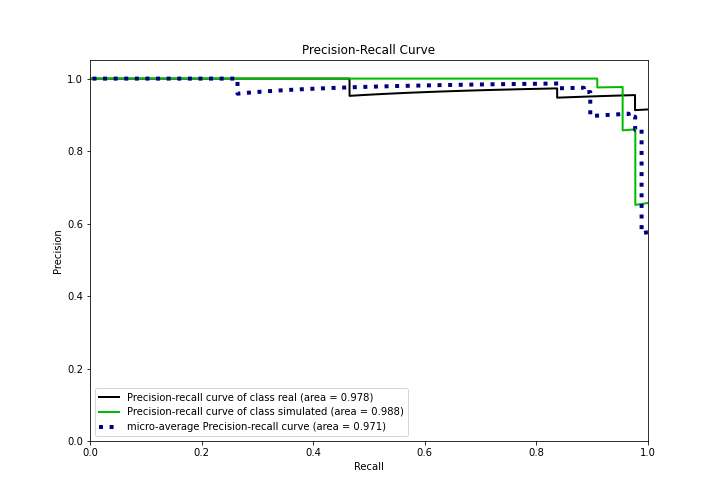 Precision-Recall Curve
1.0
0.8
0.6
0.4
0.2
0.0
Precision
Precision-recall curve of class real (area = 0.978)
Precision-recall curve of class simulated (area = 0.988)
micro-average Precision-recall curve (area = 0.971)
0.0 0.2 0.4 0.6 0.8 1.0
Recall